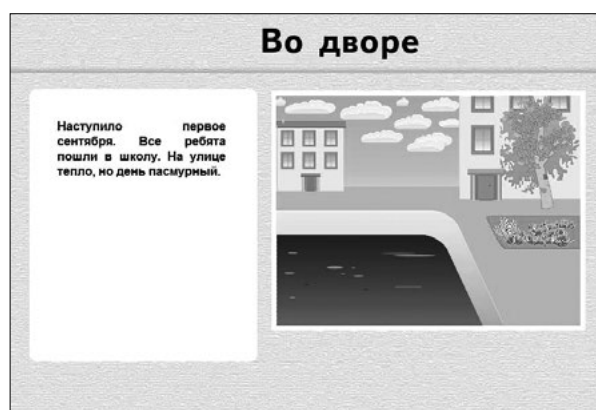 Во дворе
Наступило первое
сентября. Все ребята
пошли в школу. На улице
тепло, но день пасмурный.